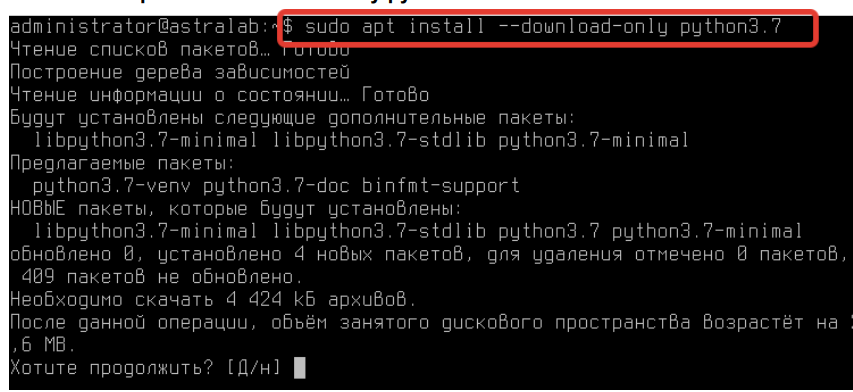 administrator@astralab:~$ sudo apt install --download-only python3.7
Чтение списков пакетов… Готово
Построение дерева зависимостей
Чтение информации о состоянии… Готово
Будут установлены следующие дополнительные пакеты:
libpython3.7-minimal libpython3.7-stdlib python3.7-minimal
Предлагаемые пакеты:
python3.7-venv python3.7-doc binfmt-support
НОВЫЕ пакеты, которые будут установлены:
libpython3.7-minimal libpython3.7-stdlib python3.7 python3.7-minimal
обновлено 0, установлено 4 новых пакетов, для удаления отмечено 0 пакетов,
409 пакетов не обновлено.
Необходимо скачать 4 424 kБ архивов.
После данной операции, объём занятого дискового пространства возрастёт на
,6 MB.
Хотите продолжить? [Д/н]